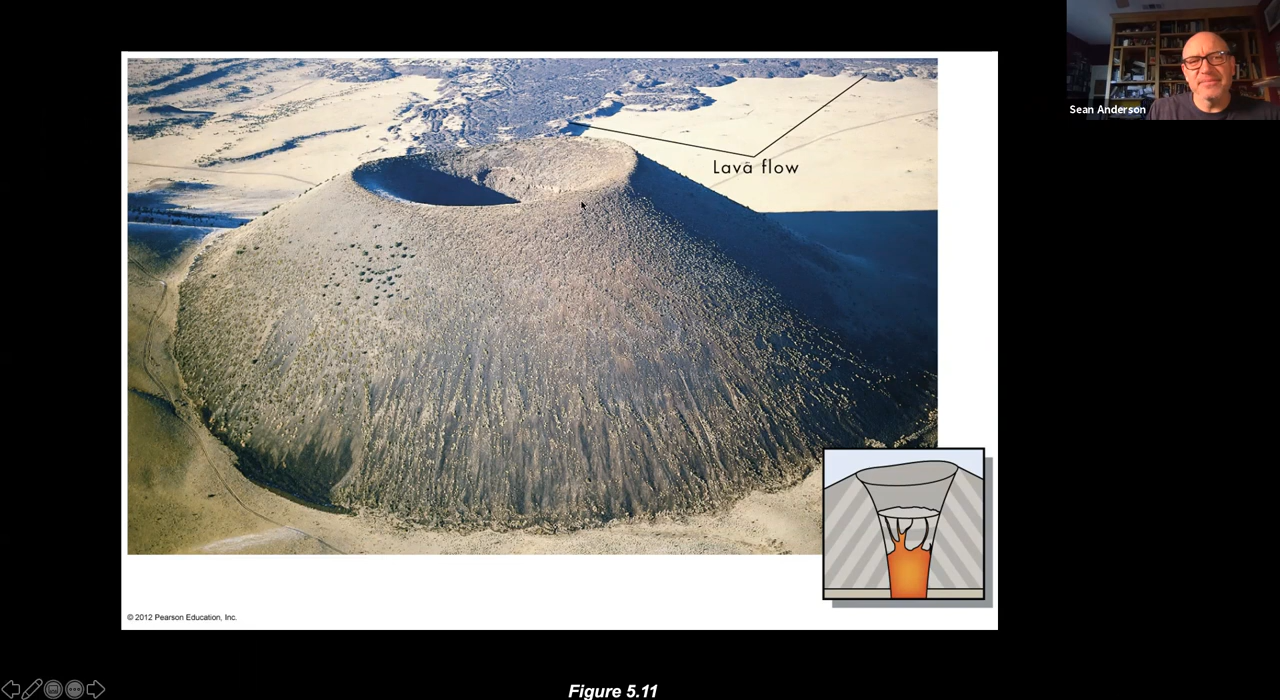 Sean Anderson
Lava flow
© 2012 Pearson Education, Inc.
Figure 5.11